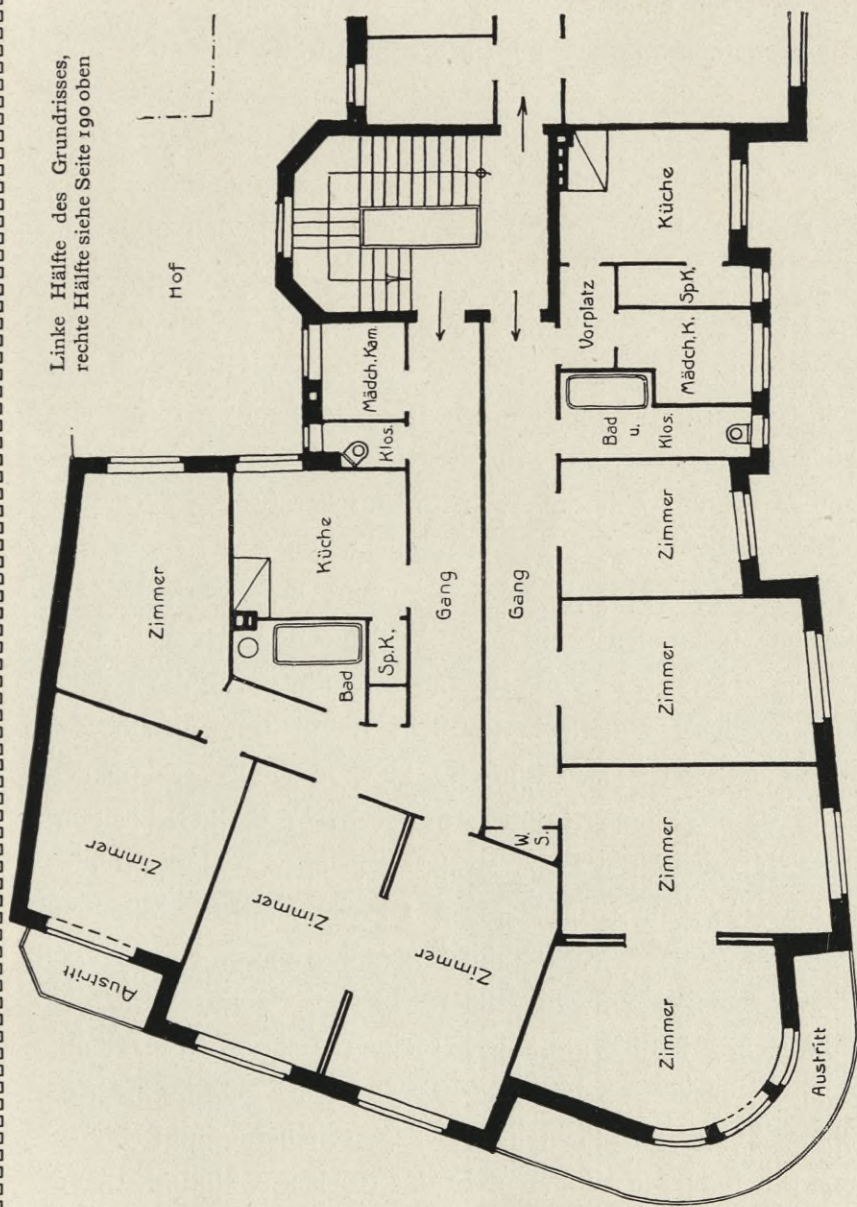 Linke Hälfte des Grundrisses,
rechte Hälfte siehe Seite 190 oben
Hof
Zimmer
Küche
Klos.
Mädch. Kam.
Zimmer
Bad
Sp.K.
Gang
Austritt
Zimmer
Zimmer
Gang
W.
S.
Vorplatz
Küche
Sp.K.
Mädch. K.
Bad
u.
Klos.
Zimmer
Zimmer
Zimmer
Zimmer
Austritt